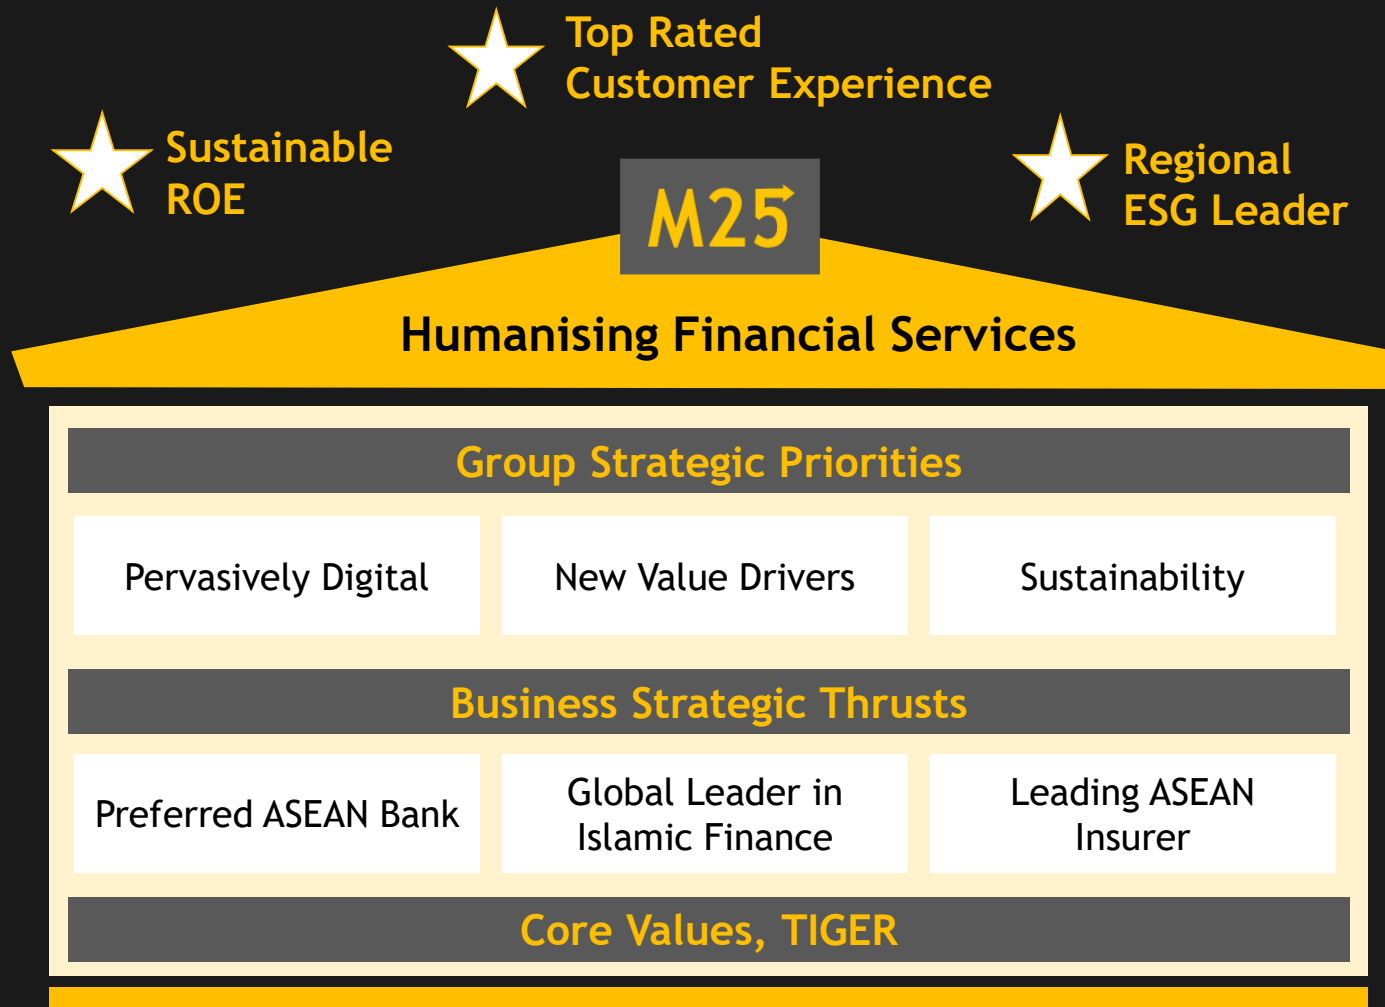 Top Rated
Customer Experience
Sustainable
ROE
Regional
ESG Leader
M25
Humanising Financial Services
Group Strategic Priorities
Pervasively Digital
New Value Drivers
Sustainability
Business Strategic Thrusts
Preferred ASEAN Bank
Global Leader in
Islamic Finance
Leading ASEAN
Insurer
Core Values, TIGER